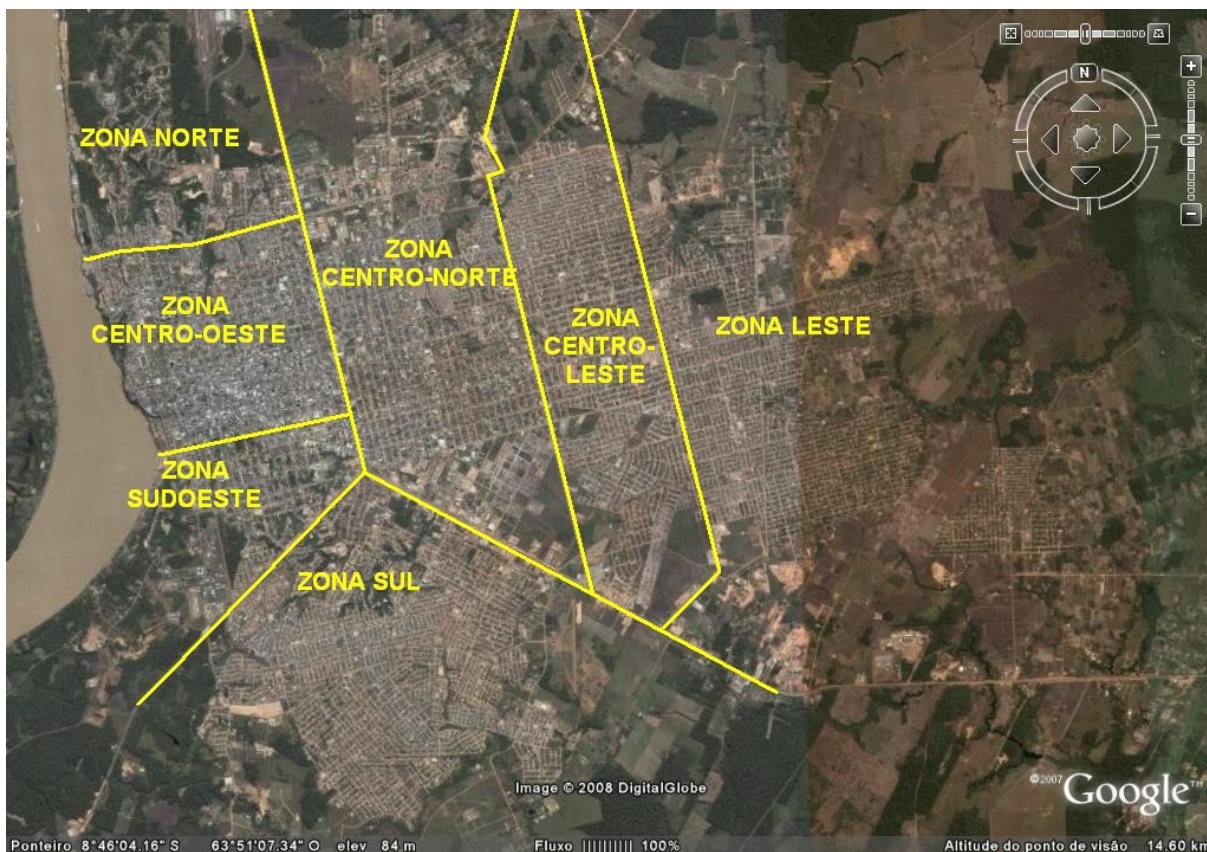 N
ZONA NORTE
ZONA
CENTRO-NORTE
ZONA
CENTRO-OESTE
ZONA
CENTRO-
LESTE
ZONA LESTE
ZONA
SUDOESTE
ZONA SUL
Image © 2008 DigitalGlobe
©2007 Google™
Ponteiro 8°46'04.16" S 63°51'07.34" O elev 84 m Fluxo |||||||||| 100% Altitude do ponto de visão 14.60 km